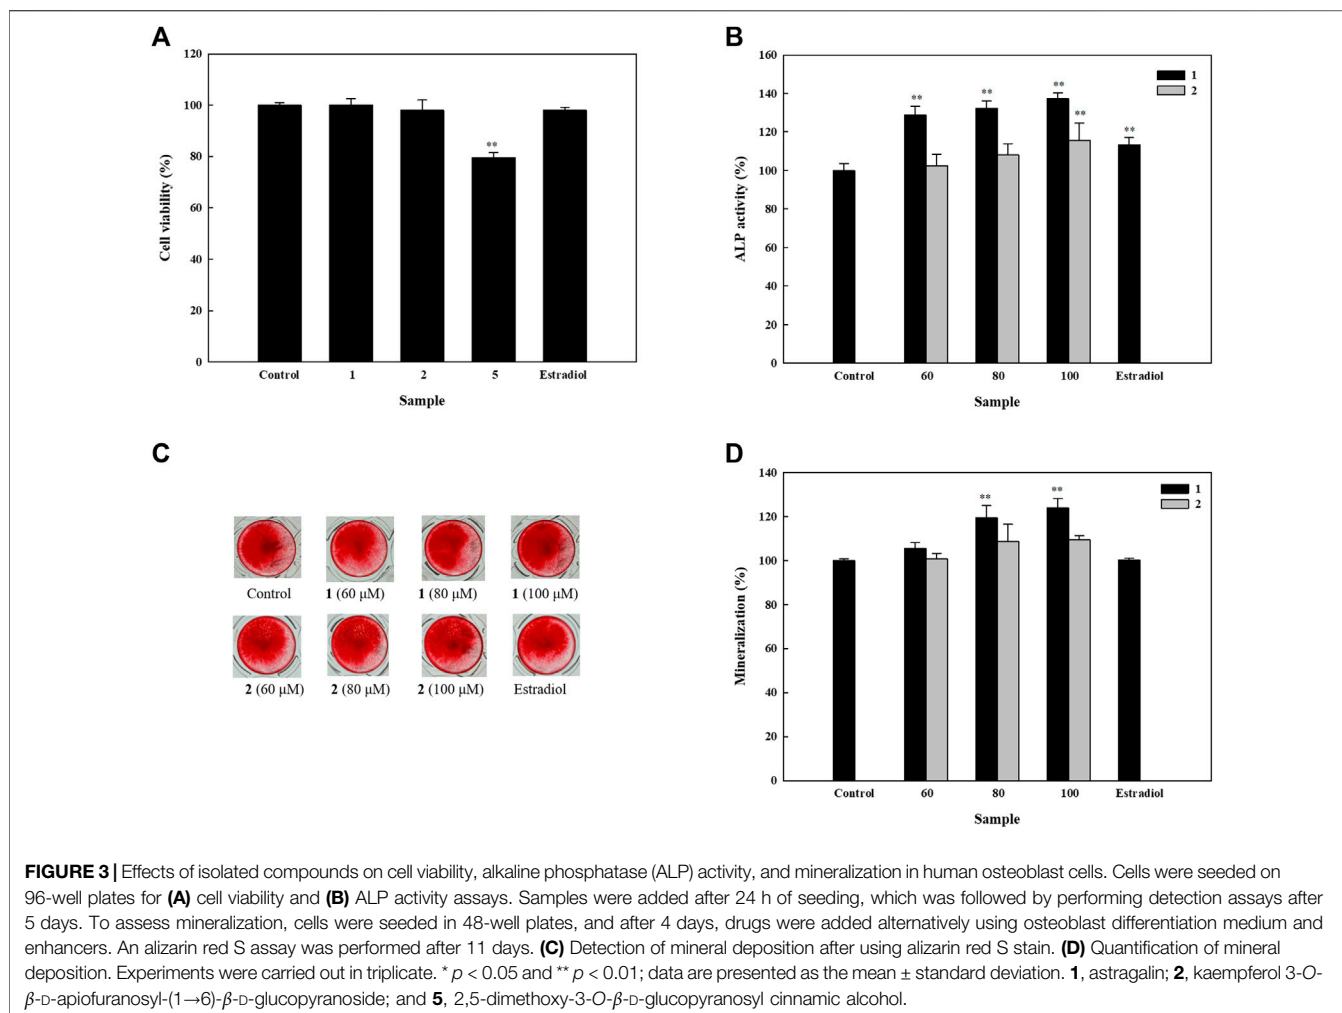 A
120
100
80
60
40
20
0
Cell viability (%)
**
Control 1 2 5 Estradiol
Sample
B
160
140
120
100
80
60
40
20
0
ALP activity (%)
** ** ** ** **
1
2
Control 60 80 100 Estradiol
Sample
C
Control 1 (60 μM) 1 (80 μM) 1 (100 μM)
2 (60 μM) 2 (80 μM) 2 (100 μM) Estradiol
D
140
120
100
80
60
40
20
0
Mineralization (%)
** **
1
2
Control 60 80 100 Estradiol
Sample
FIGURE 3 | Effects of isolated compounds on cell viability, alkaline phosphatase (ALP) activity, and mineralization in human osteoblast cells. Cells were seeded on
96-well plates for (A) cell viability and (B) ALP activity assays. Samples were added after 24 h of seeding, which was followed by performing detection assays after
5 days. To assess mineralization, cells were seeded in 48-well plates, and after 4 days, drugs were added alternatively using osteoblast differentiation medium and
enhancers. An alizarin red S assay was performed after 11 days. (C) Detection of mineral deposition after using alizarin red S stain. (D) Quantification of mineral
deposition. Experiments were carried out in triplicate. * p < 0.05 and ** p < 0.01; data are presented as the mean ± standard deviation. 1, astragalin; 2, kaempferol 3-O-
β-D-apiofuranosyl-(1→6)-β-D-glucopyranoside; and 5, 2,5-dimethoxy-3-O-β-D-glucopyranosyl cinnamic alcohol.